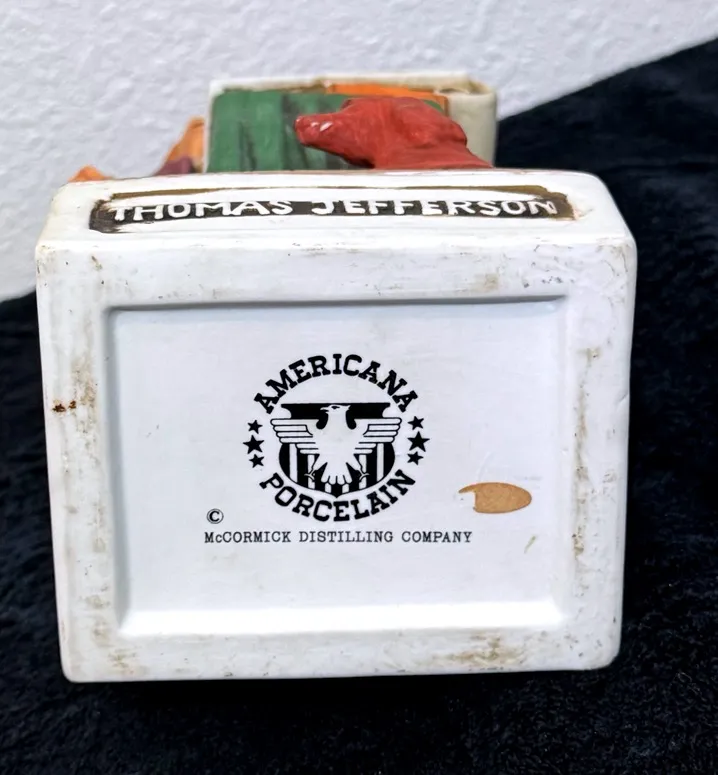 THOMAS JEFFERSON
AMERICANA
PORCELAIN
©
McCORMICK DISTILLING COMPANY